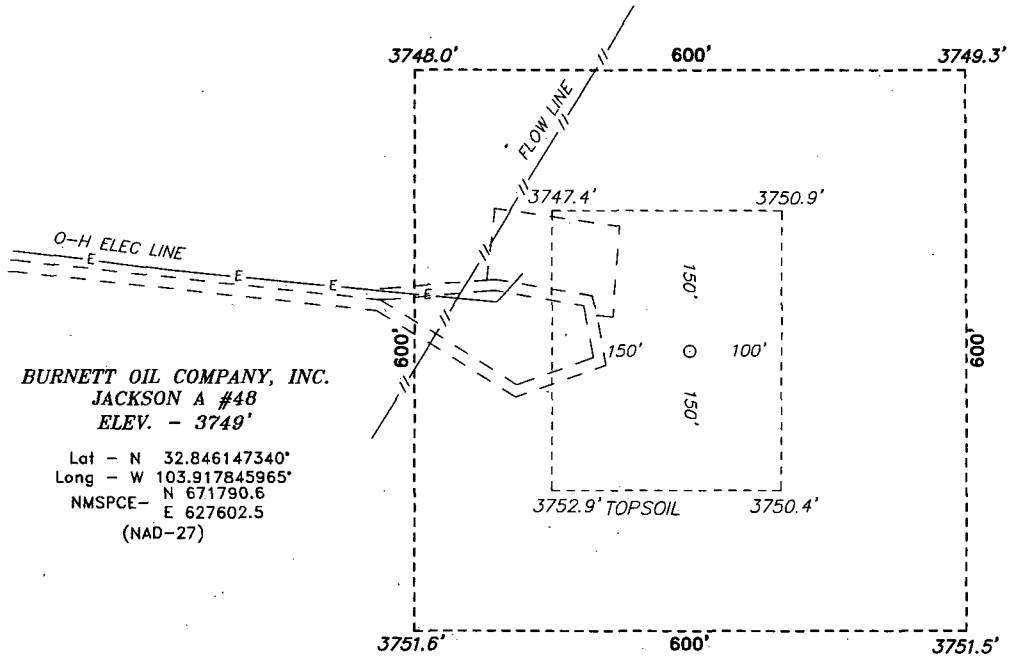 3748.0' 600' 3749.3'
FLOW LINE
3747.4' 3750.9'
O-H ELEC LINE
E E E E
150'
600' 150' 100' 600'
150'
BURNETT OIL COMPANY, INC.
JACKSON A #48
ELEV. - 3749'
Lat - N 32.846147340°
Long - W 103.917845965°
NMSPCE- N 671790.6
E 627602.5
(NAD-27)
3752.9' TOPSOIL 3750.4'
3751.6' 600' 3751.5'